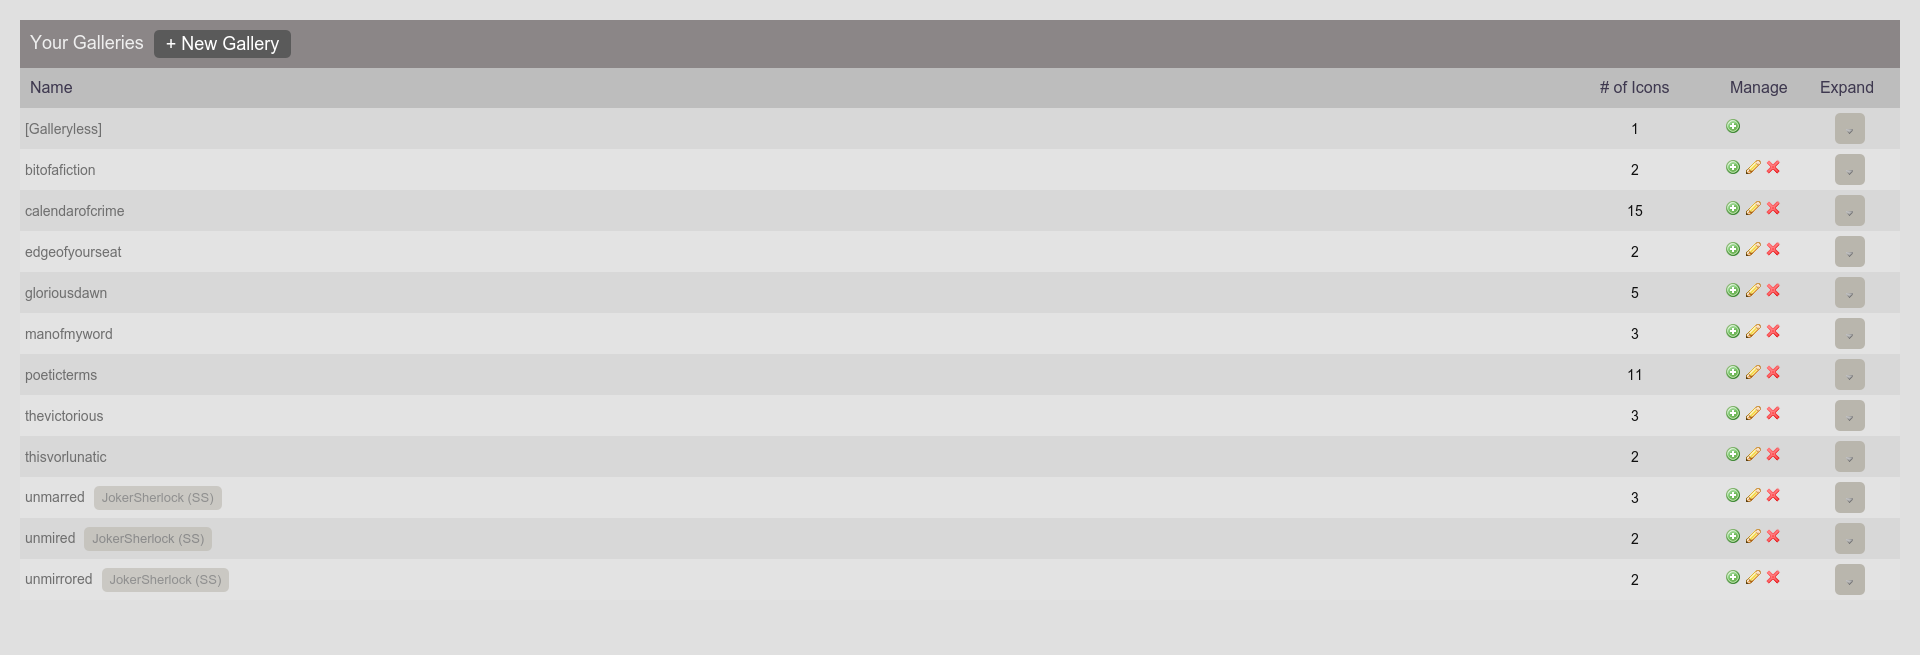 Your Galleries + New Gallery
Name # of Icons Manage Expand
[Galleryless] 1
bitofafiction 2
calendarofcrime 15
edgeofyourseat 2
gloriousdawn 5
manofmyword 3
poeticterms 11
thevictorious 3
thisvorlunatic 2
unmarred JokerSherlock (SS) 3
unmired JokerSherlock (SS) 2
unmirrored JokerSherlock (SS) 2